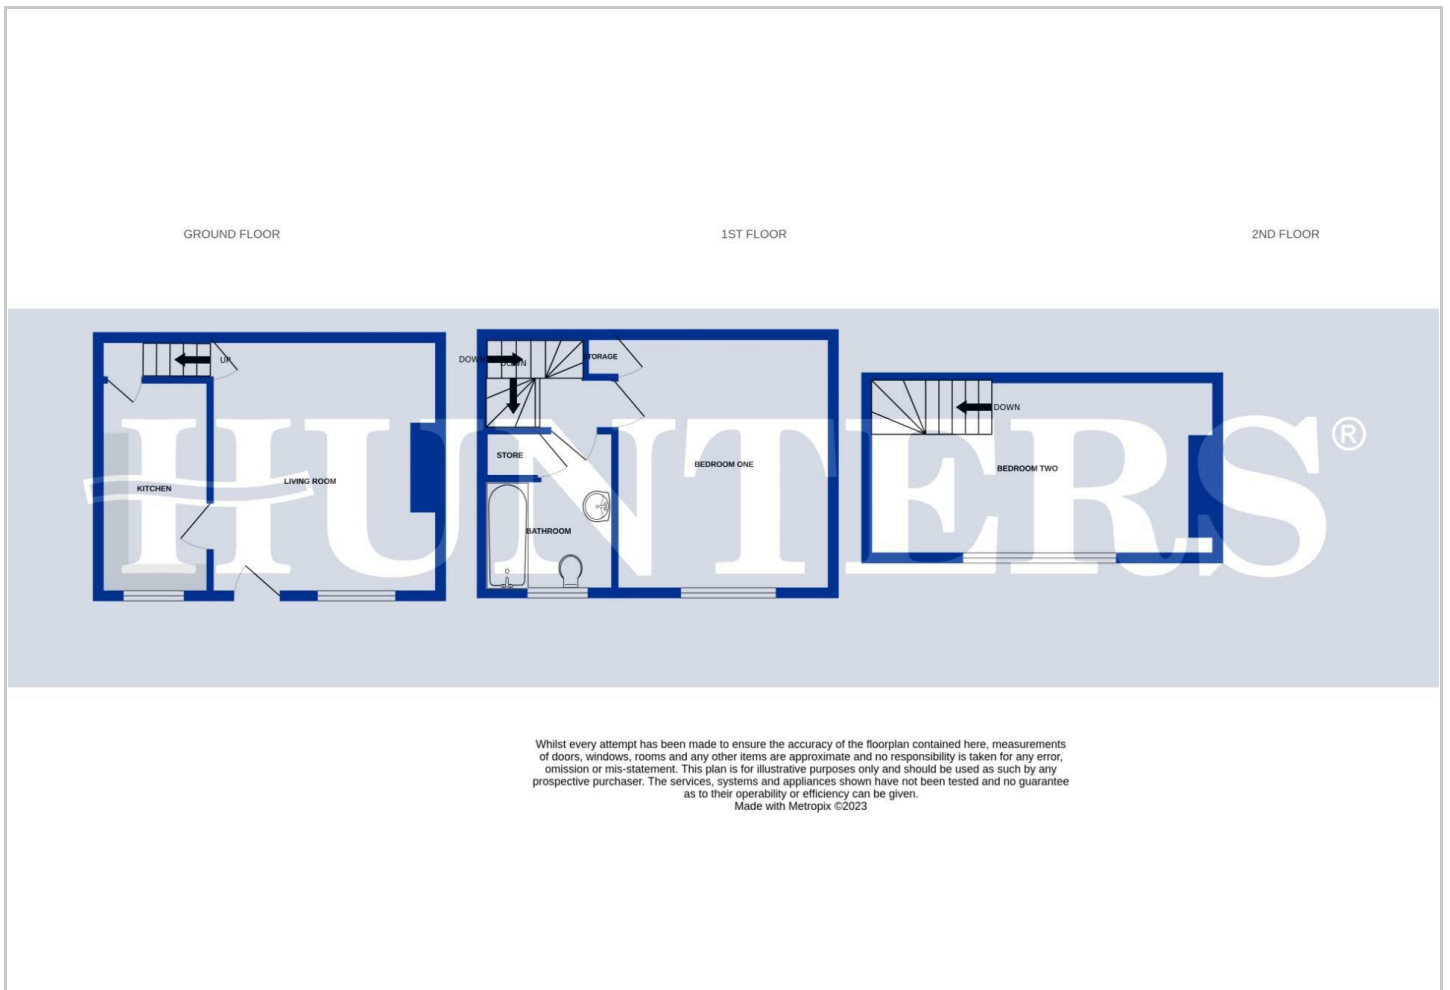 GROUND FLOOR
1ST FLOOR
2ND FLOOR
UP
KITCHEN
LIVING ROOM
DOWN
DOWN
STORAGE
STORE
BATHROOM
BEDROOM ONE
DOWN
BEDROOM TWO
HUNTERS®
Whilst every attempt has been made to ensure the accuracy of the floorplan contained here, measurements
of doors, windows, rooms and any other items are approximate and no responsibility is taken for any error,
omission or mis-statement. This plan is for illustrative purposes only and should be used as such by any
prospective purchaser. The services, systems and appliances shown have not been tested and no guarantee
as to their operability or efficiency can be given.
Made with Metropix ©2023